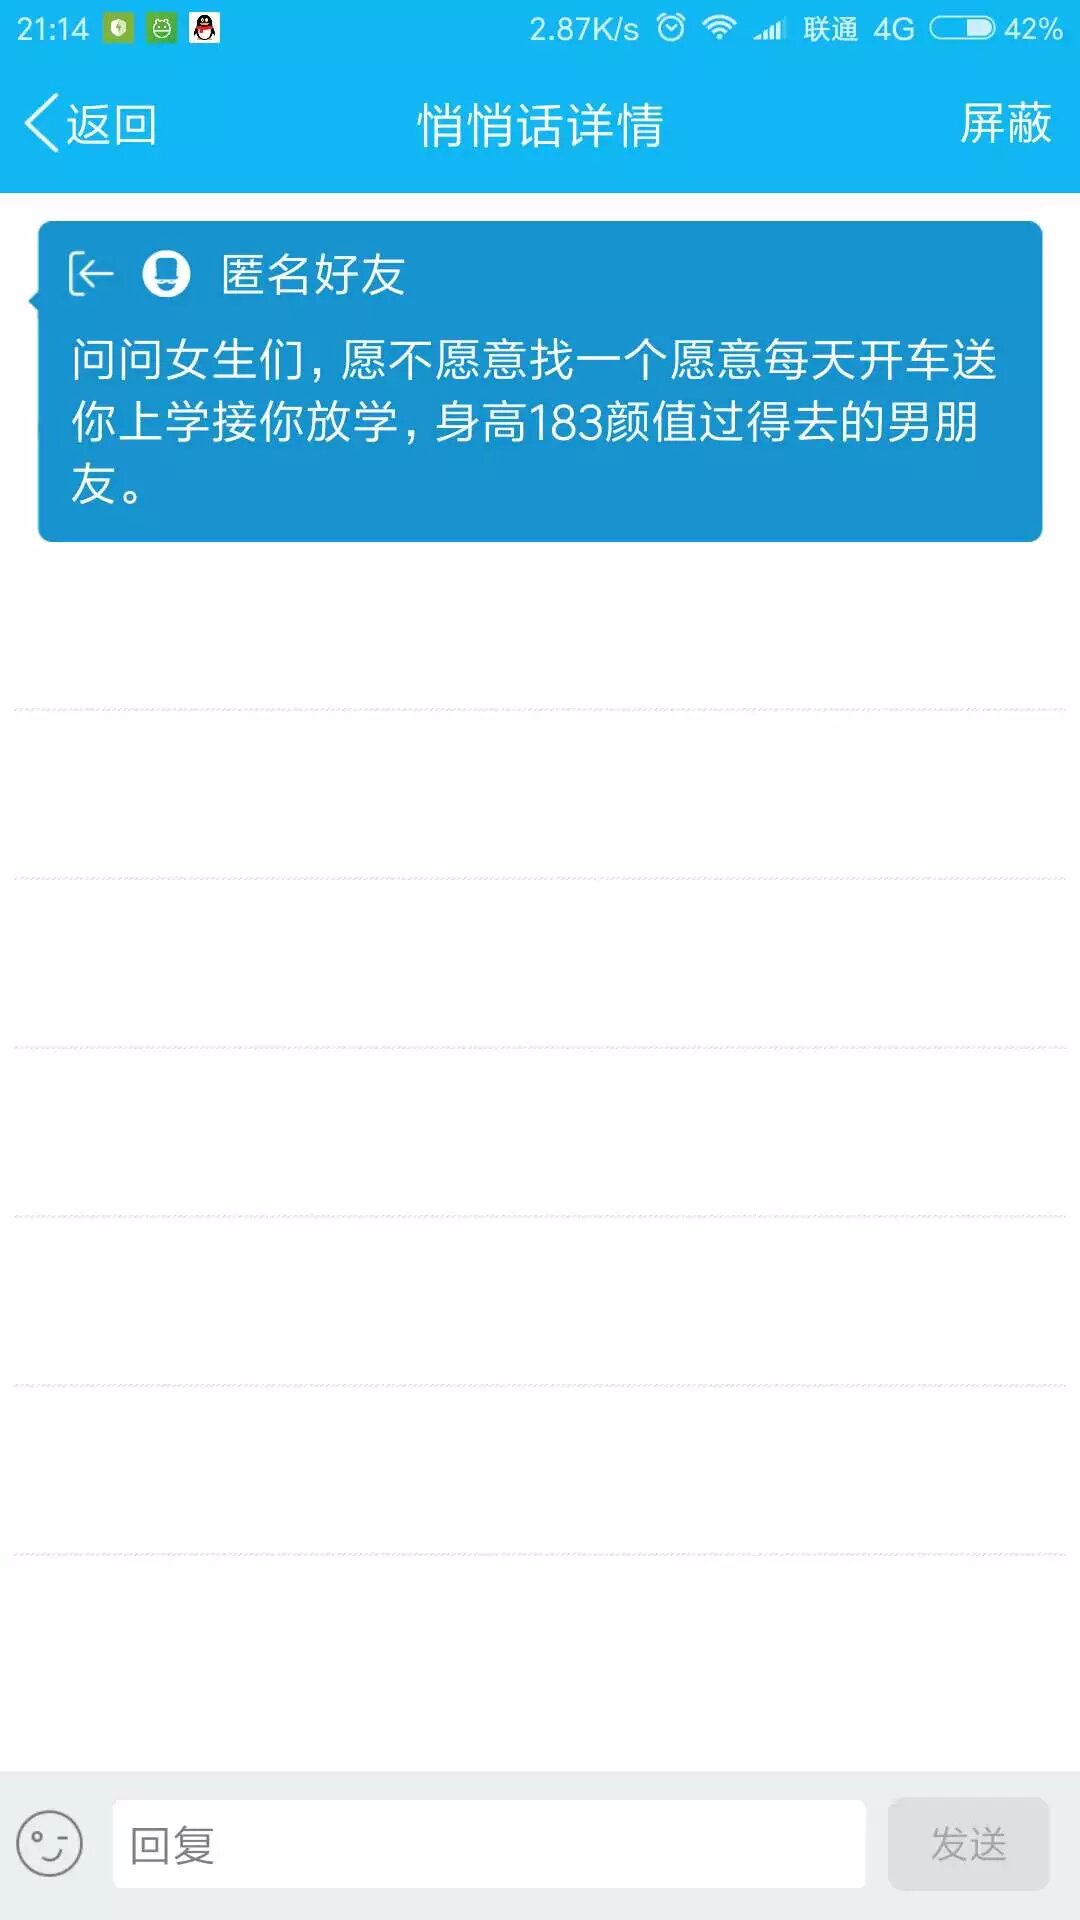 21:14 2.87K/s 联通 4G 42%
返回 悄悄话详情 屏蔽
匿名好友
问问女生们，愿不愿意找一个愿意每天开车送
你上学接你放学，身高183颜值过得去的男朋
友。
回复 发送